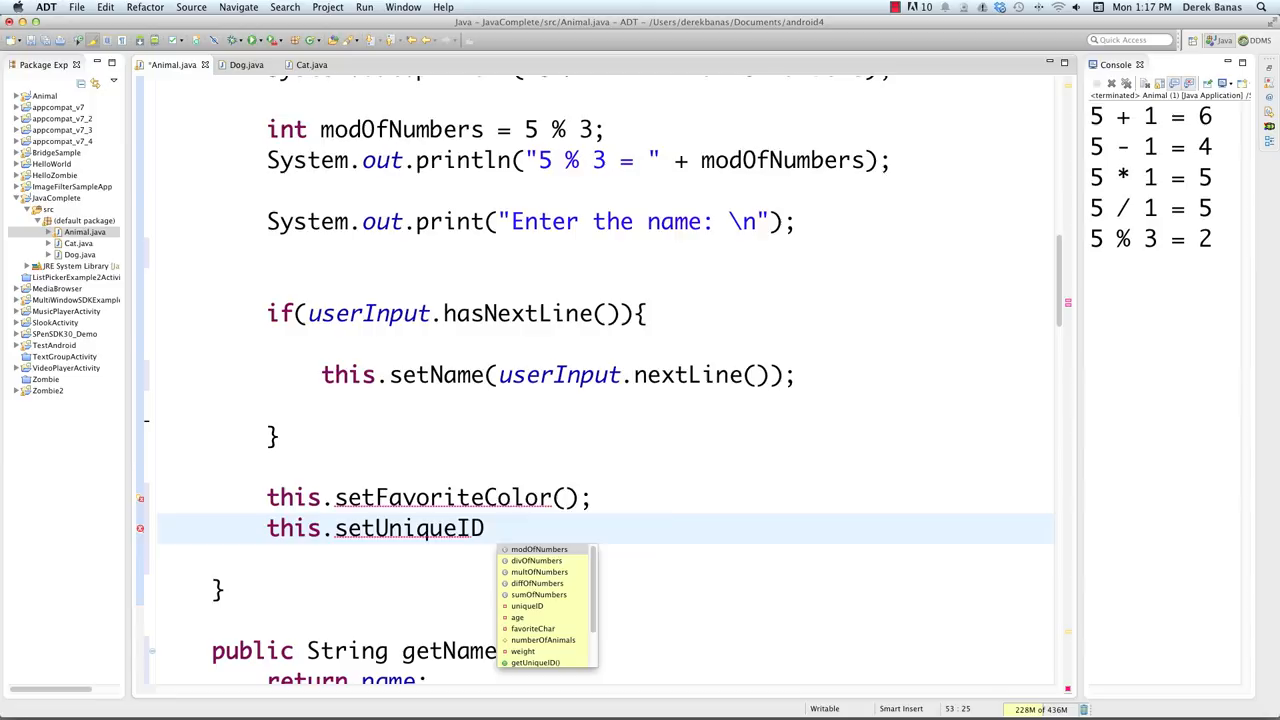 ADT File Edit Refactor Source Navigate Search Project Run Window Help
10 Mon 1:17 PM Derek Banas
Java – JavaComplete/src/Animal.java – ADT – /Users/derekbanas/Documents/android4
Quick Access
Java
DDMS
Package Exp
*Animal.java
Dog.java
Cat.java
Console
<terminated> Animal (1) [Java Application] /S
Animal
appcompat_v7
appcompat_v7_2
appcompat_v7_3
appcompat_v7_4
BridgeSample
HelloWorld
HelloZombie
ImageFilterSampleApp
JavaComplete
src
(default package)
Animal.java
Cat.java
Dog.java
JRE System Library [Ja
ListPickerExample2Activi
MediaBrowser
MultiWindowSDKExample
MusicPlayerActivity
SlookActivity
SPenSDK30_Demo
TestAndroid
TextGroupActivity
VideoPlayerActivity
Zombie
Zombie2
int modOfNumbers = 5 % 3;
System.out.println("5 % 3 = " + modOfNumbers);
System.out.print("Enter the name: \n");
if(userInput.hasNextLine()){
this.setName(userInput.nextLine());
}
this.setFavoriteColor();
this.setUniqueID
}
public String getName
return name;
modOfNumbers
divOfNumbers
multOfNumbers
diffOfNumbers
sumOfNumbers
uniqueID
age
favoriteChar
numberOfAnimals
weight
getUniqueID()
5 + 1 = 6
5 - 1 = 4
5 * 1 = 5
5 / 1 = 5
5 % 3 = 2
Writable
Smart Insert
53 : 25
228M of 436M